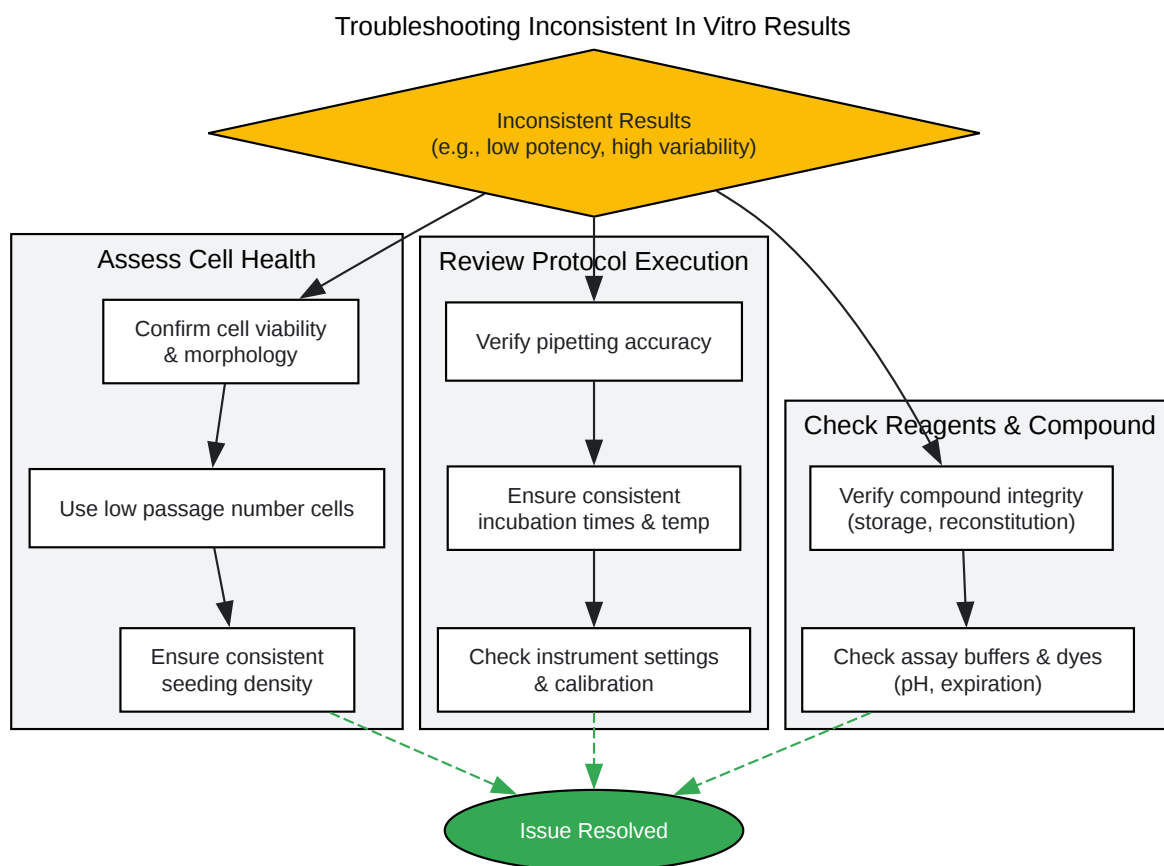 Troubleshooting Inconsistent In Vitro Results
Inconsistent Results
(e.g., low potency, high variability)
Assess Cell Health
Confirm cell viability
& morphology
Use low passage number cells
Ensure consistent
seeding density
Review Protocol Execution
Verify pipetting accuracy
Ensure consistent
incubation times & temp
Check instrument settings
& calibration
Check Reagents & Compound
Verify compound integrity
(storage, reconstitution)
Check assay buffers & dyes
(pH, expiration)
Issue Resolved